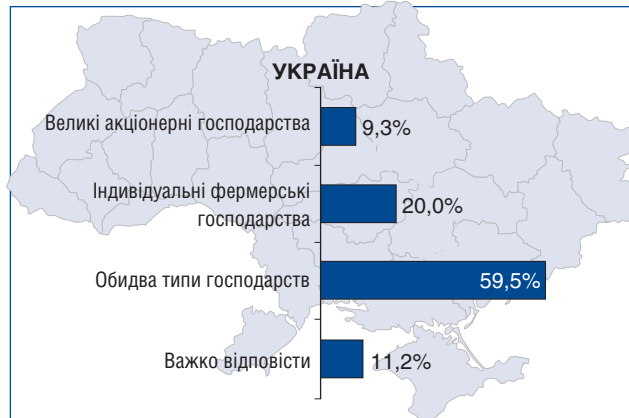 УКРАЇНА
Великі акціонерні господарства
9,3%
Індивідуальні фермерські
господарства
20,0%
Обидва типи господарств
59,5%
Важко відповісти
11,2%